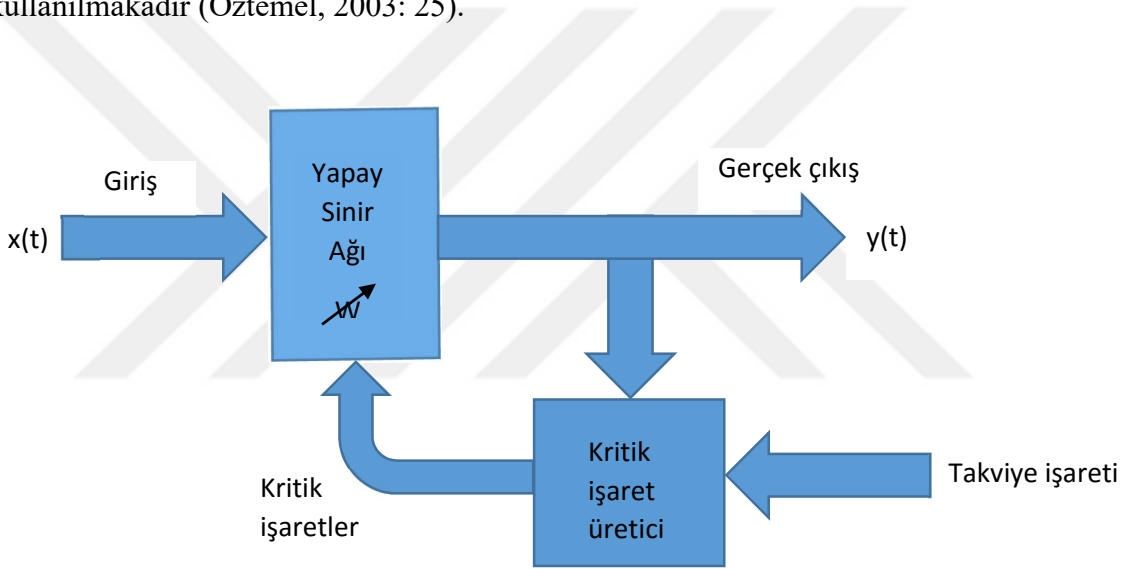 kullanılmakadır (Öztemel, 2003: 25).
Giriş
x(t)
Yapay
Sinir
Ağı
W
Gerçek çıkış
y(t)
Kritik
işaretler
Kritik
işaret
üretici
Takviye işareti